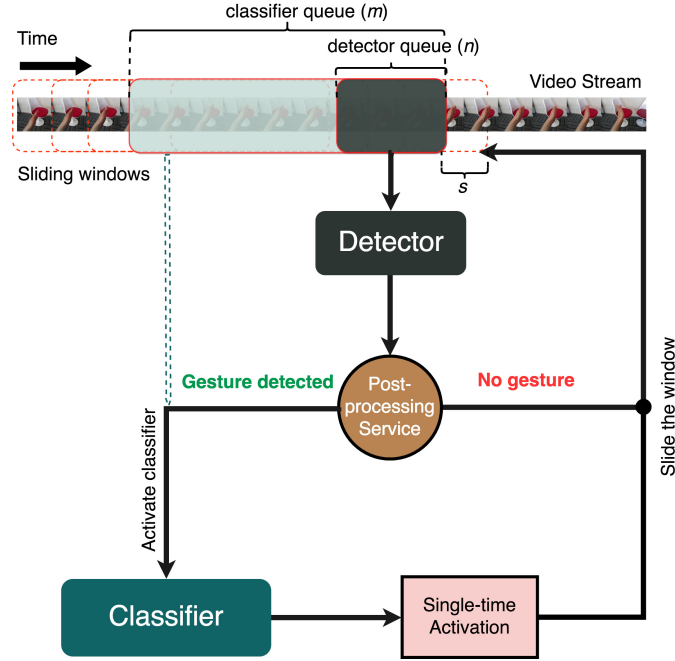 classifier queue (m)
Time
detector queue (n)
Video Stream
Sliding windows
s
Detector
Gesture detected
Post-
processing
Service
No gesture
Slide the window
Activate classifier
Classifier
Single-time
Activation